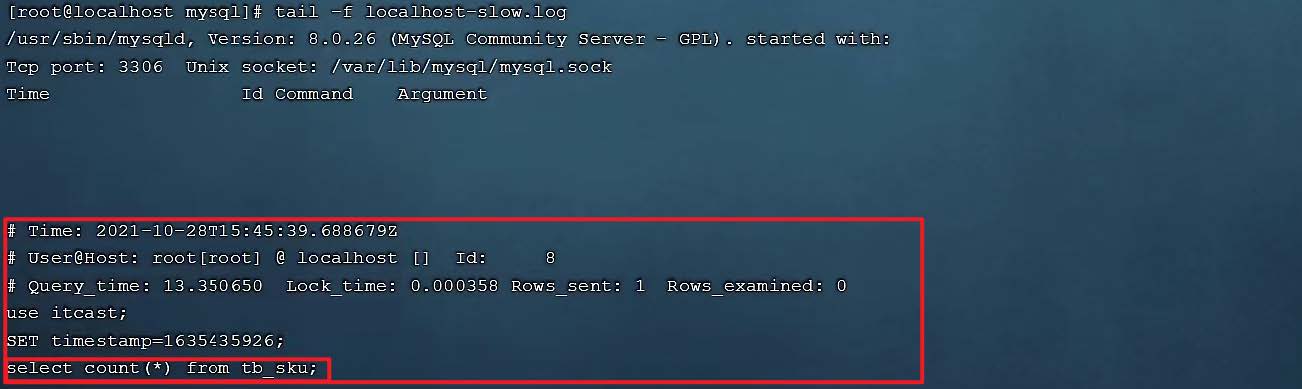 [root@localhost mysql]# tail -f localhost-slow.log
/usr/sbin/mysqld, Version: 8.0.26 (MySQL Community Server - GPL). started with:
Tcp port: 3306  Unix socket: /var/lib/mysql/mysql.sock
Time                 Id Command    Argument
# Time: 2021-10-28T15:45:39.688679Z
# User@Host: root[root] @ localhost []  Id:     8
# Query_time: 13.350650  Lock_time: 0.000358 Rows_sent: 1  Rows_examined: 0
use itcast;
SET timestamp=1635435926;
select count(*) from tb_sku;